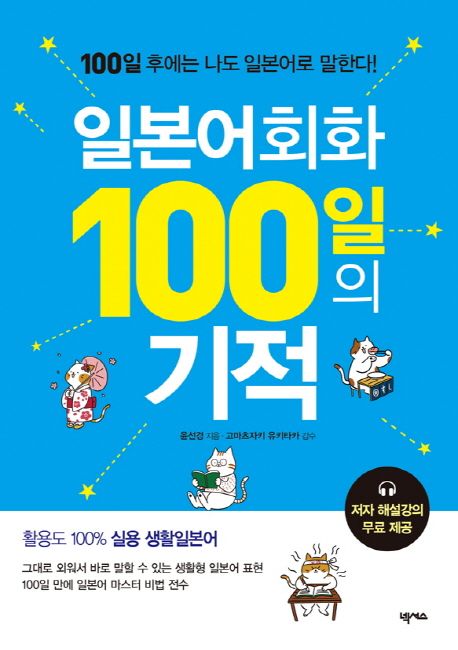 100일 후에는 나도 일본어로 말한다!
일본어회화
100일의
기적
윤선경 지음 · 고마츠자키 유키타카 감수
저자 해설강의
무료 제공
활용도 100% 실용 생활일본어
그대로 외워서 바로 말할 수 있는 생활형 일본어 표현
100일 만에 일본어 마스터 비법 전수
넥서스